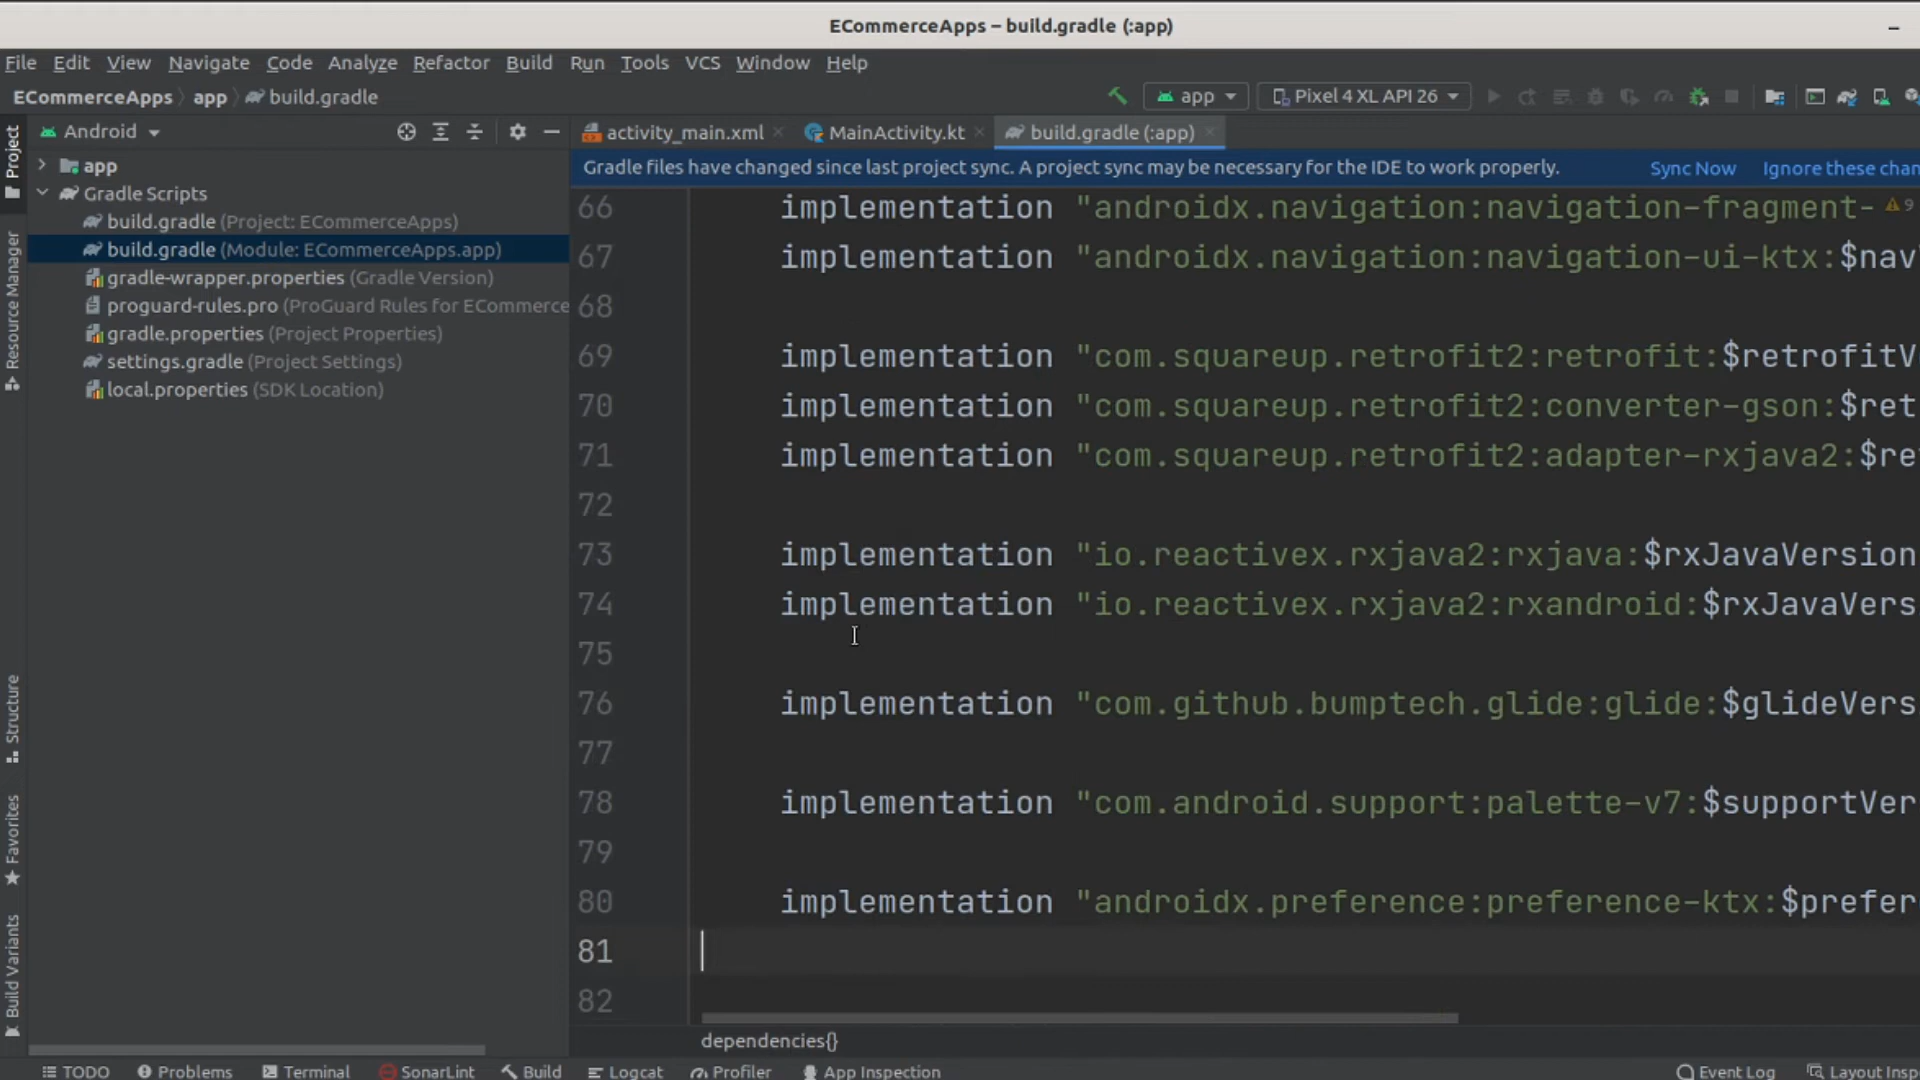 ECommerceApps – build.gradle (:app)
File Edit View Navigate Code Analyze Refactor Build Run Tools VCS Window Help
ECommerceApps app build.gradle
app Pixel 4 XL API 26
Android
activity_main.xml MainActivity.kt build.gradle (:app)
Gradle files have changed since last project sync. A project sync may be necessary for the IDE to work properly. Sync Now Ignore these chan
Project
Resource Manager
Structure
Favorites
Build Variants
app
Gradle Scripts
build.gradle (Project: ECommerceApps)
build.gradle (Module: ECommerceApps.app)
gradle-wrapper.properties (Gradle Version)
proguard-rules.pro (ProGuard Rules for ECommerce
gradle.properties (Project Properties)
settings.gradle (Project Settings)
local.properties (SDK Location)
66 implementation "androidx.navigation:navigation-fragment- 9
67 implementation "androidx.navigation:navigation-ui-ktx:$nav
68
69 implementation "com.squareup.retrofit2:retrofit:$retrofitV
70 implementation "com.squareup.retrofit2:converter-gson:$ret
71 implementation "com.squareup.retrofit2:adapter-rxjava2:$re
72
73 implementation "io.reactivex.rxjava2:rxjava:$rxJavaVersion
74 implementation "io.reactivex.rxjava2:rxandroid:$rxJavaVers
75
76 implementation "com.github.bumptech.glide:glide:$glideVers
77
78 implementation "com.android.support:palette-v7:$supportVer
79
80 implementation "androidx.preference:preference-ktx:$prefer
81
82
dependencies{}
TODO Problems Terminal SonarLint Build Logcat Profiler App Inspection Event Log Layout Insp